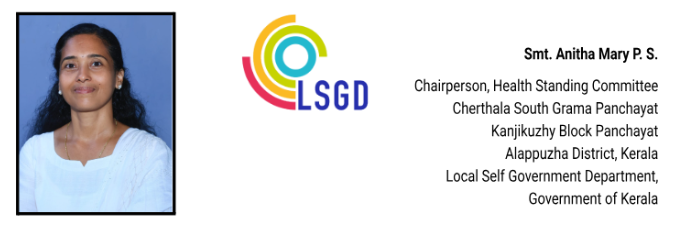 LSGD
Smt. Anitha Mary P. S.
Chairperson, Health Standing Committee
Cherthala South Grama Panchayat
Kanjikuzhy Block Panchayat
Alappuzha District, Kerala
Local Self Government Department,
Government of Kerala